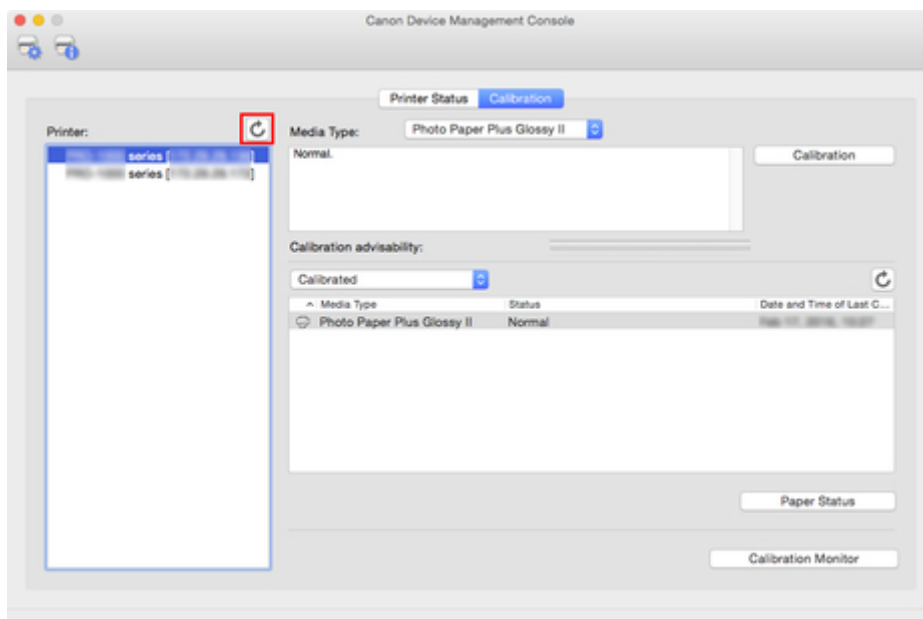 Canon Device Management Console
Printer Status Calibration
Printer:
Media Type: Photo Paper Plus Glossy II
series [ ]
series [ ]
Normal.
Calibration
Calibration advisability:
Calibrated
Media Type Status Date and Time of Last C...
Photo Paper Plus Glossy II Normal
Paper Status
Calibration Monitor